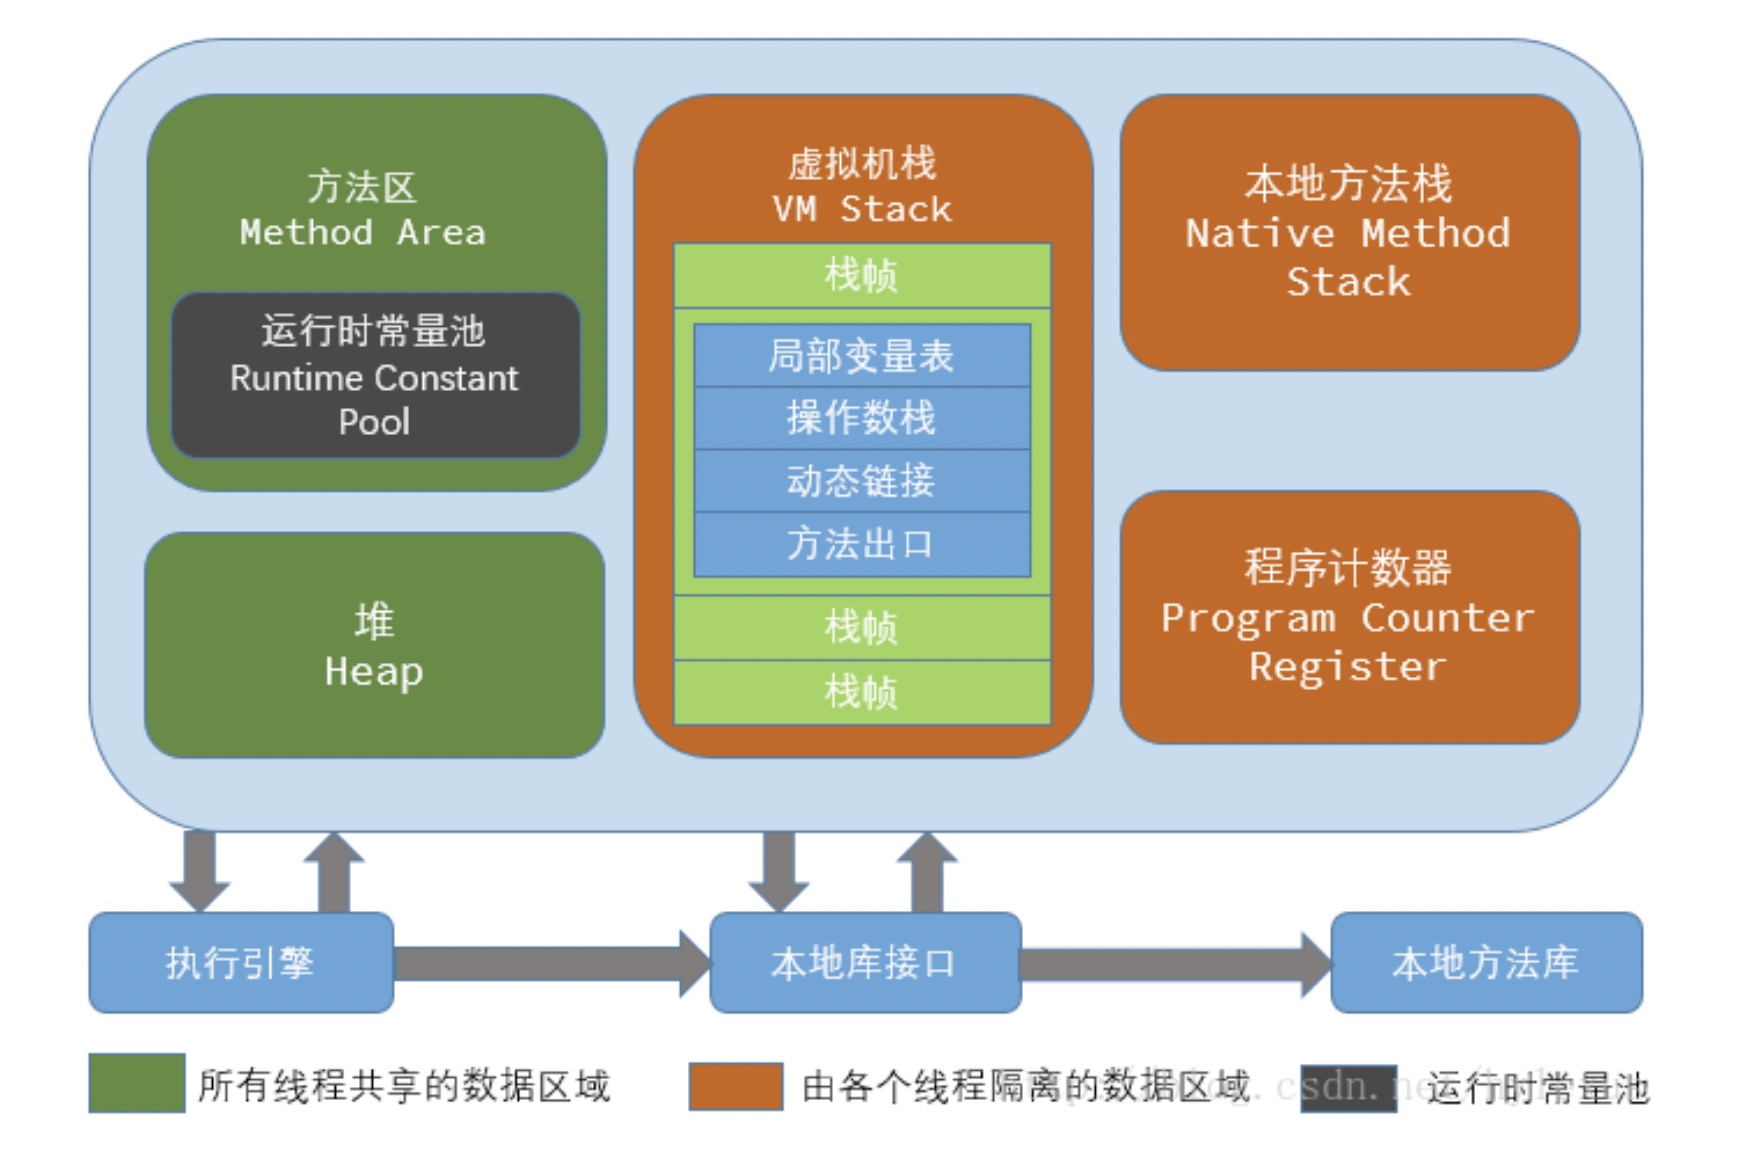 方法区
Method Area
运行时常量池
Runtime Constant
Pool
堆
Heap
虚拟机栈
VM Stack
栈帧
局部变量表
操作数栈
动态链接
方法出口
栈帧
栈帧
本地方法栈
Native Method
Stack
程序计数器
Program Counter
Register
执行引擎
本地库接口
本地方法库
所有线程共享的数据区域
由各个线程隔离的数据区域
运行时常量池